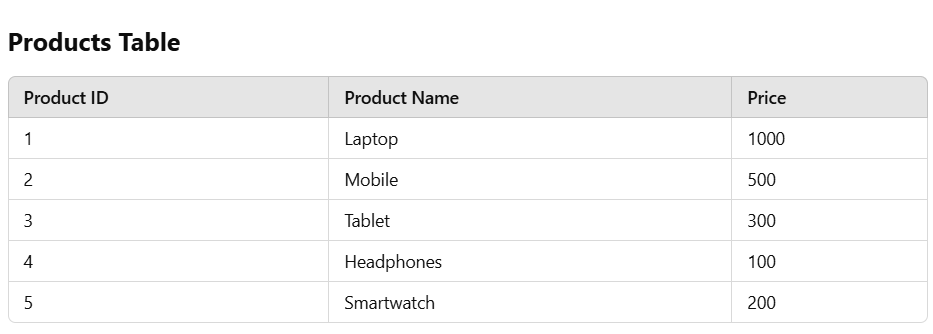 Products Table
Product ID Product Name Price
1 Laptop 1000
2 Mobile 500
3 Tablet 300
4 Headphones 100
5 Smartwatch 200